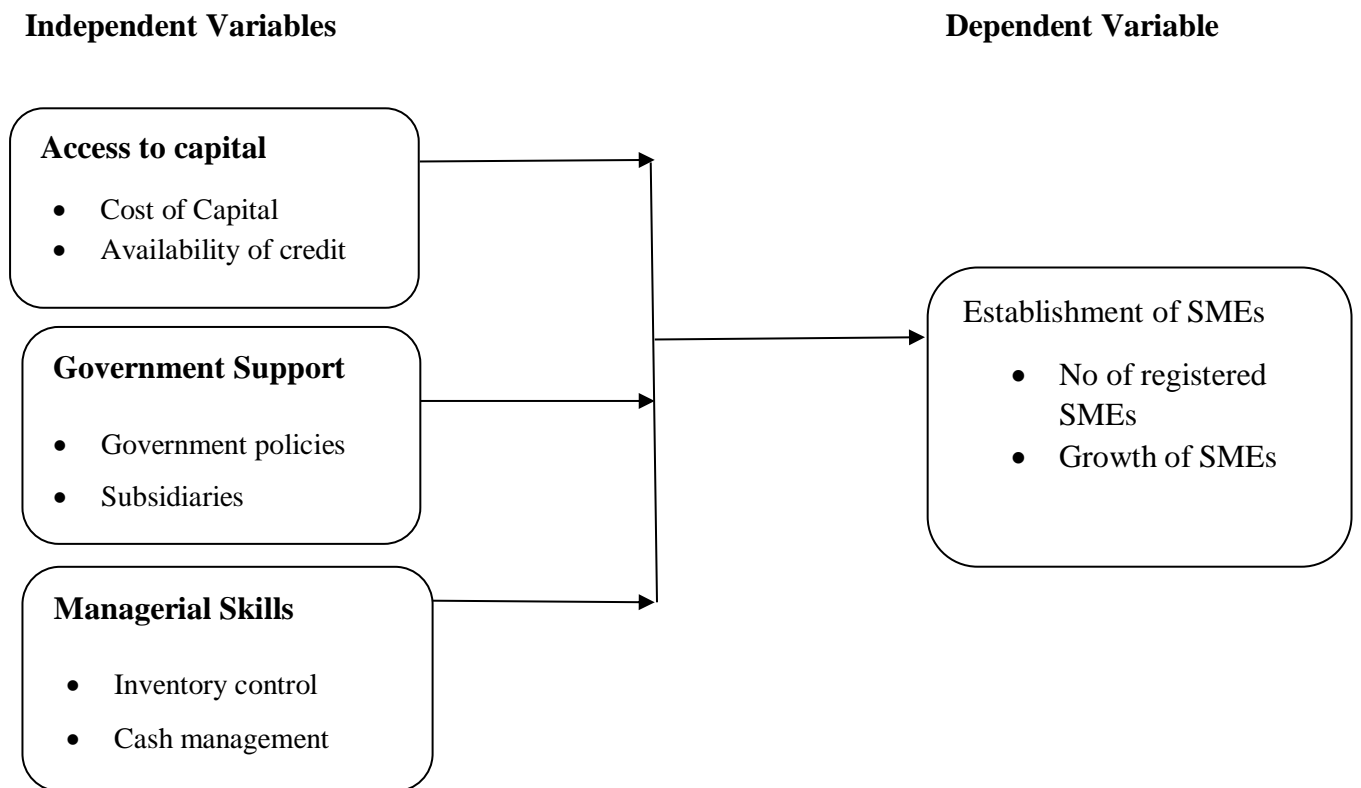 Independent Variables
Dependent Variable
Access to capital
• Cost of Capital
• Availability of credit
Government Support
• Government policies
• Subsidiaries
Managerial Skills
• Inventory control
• Cash management
Establishment of SMEs
• No of registered
SMEs
• Growth of SMEs